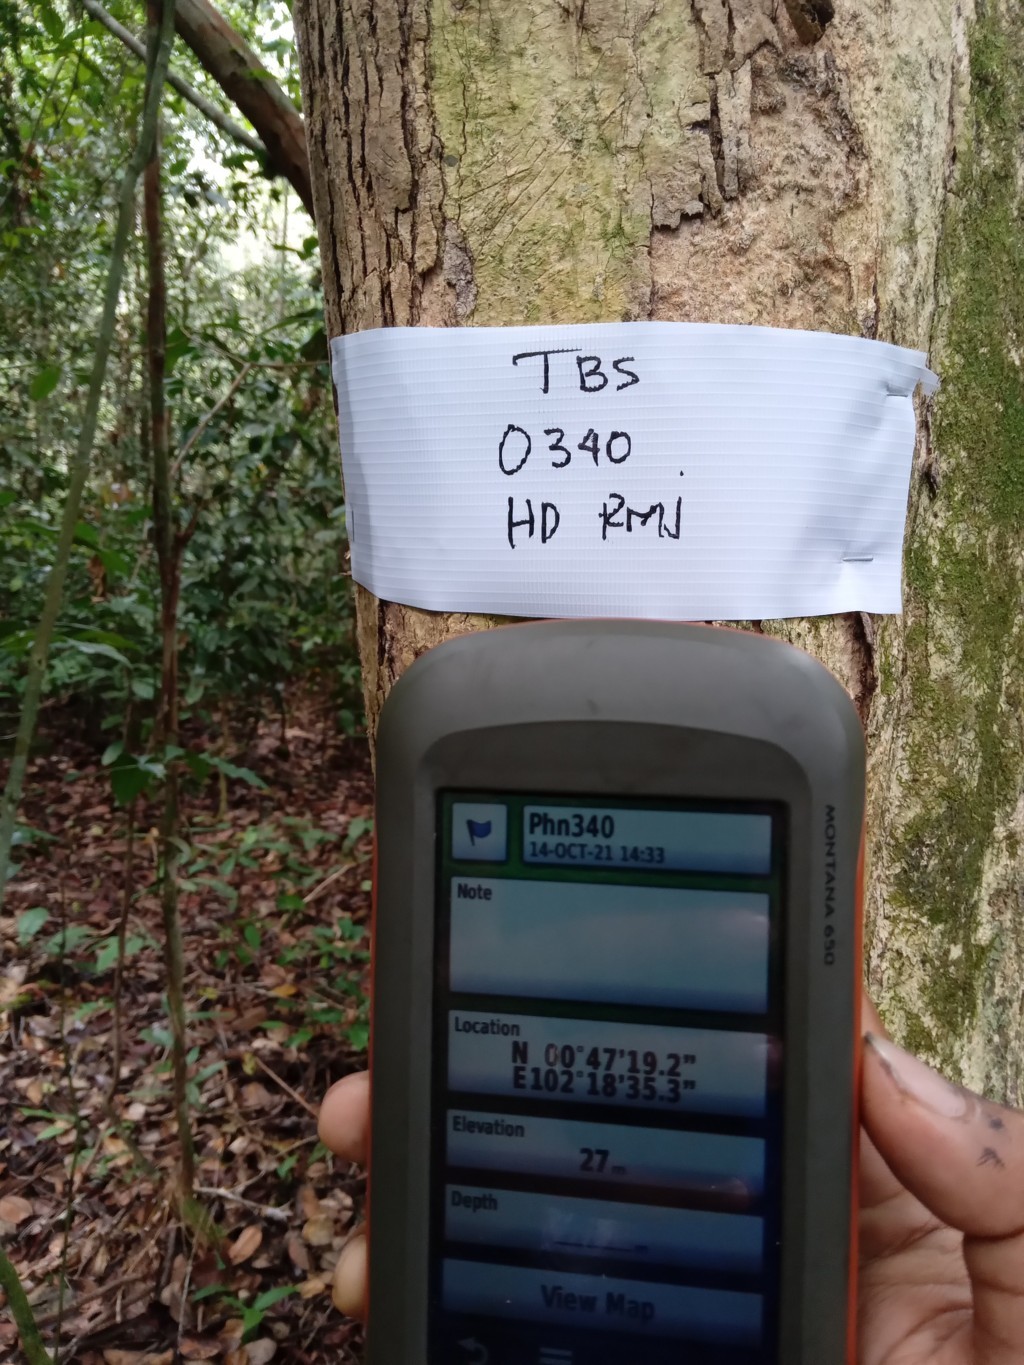 TBS
0340
HD RMJ
Phn340
14-OCT-21 14:33
Note
Location
N 00°47'19.2"
E102°18'35.3"
Elevation
27m
Depth
View Map
MONTANA 650